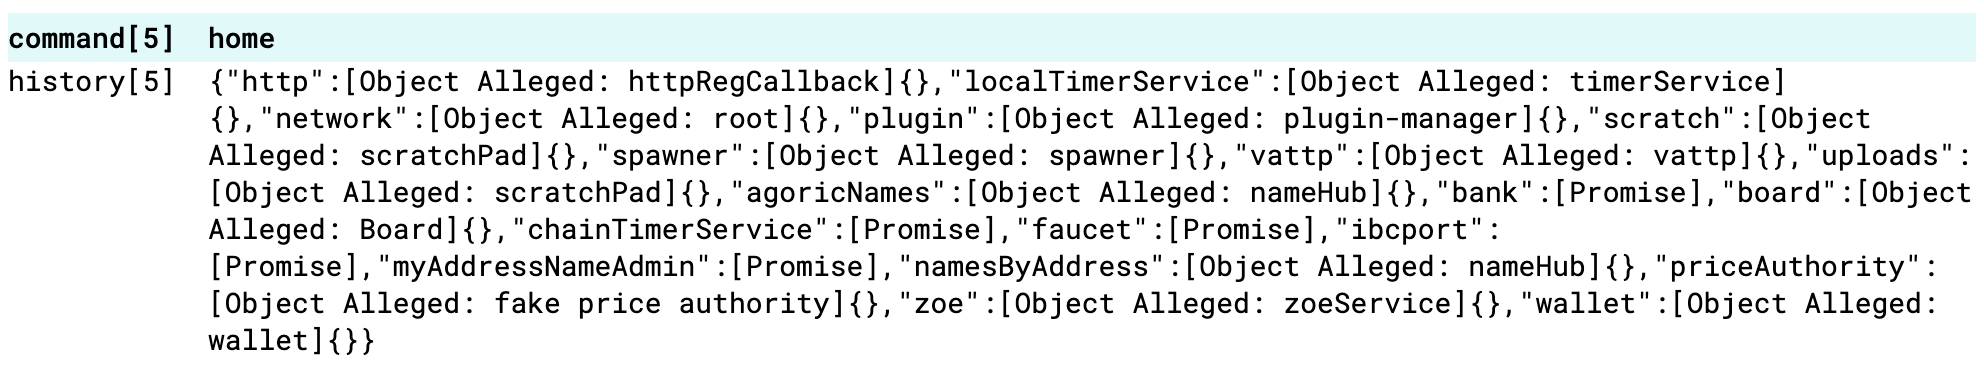 command[5] home
history[5] {"http":[Object Alleged: httpRegCallback]{},"localTimerService":[Object Alleged: timerService]
{},"network":[Object Alleged: root]{},"plugin":[Object Alleged: plugin-manager]{},"scratch":[Object
Alleged: scratchPad]{},"spawner":[Object Alleged: spawner]{},"vattp":[Object Alleged: vattp]{},"uploads":
[Object Alleged: scratchPad]{},"agoricNames":[Object Alleged: nameHub]{},"bank":[Promise],"board":[Object
Alleged: Board]{},"chainTimerService":[Promise],"faucet":[Promise],"ibcport":
[Promise],"myAddressNameAdmin":[Promise],"namesByAddress":[Object Alleged: nameHub]{},"priceAuthority":
[Object Alleged: fake price authority]{},"zoe":[Object Alleged: zoeService]{},"wallet":[Object Alleged:
wallet]{}}